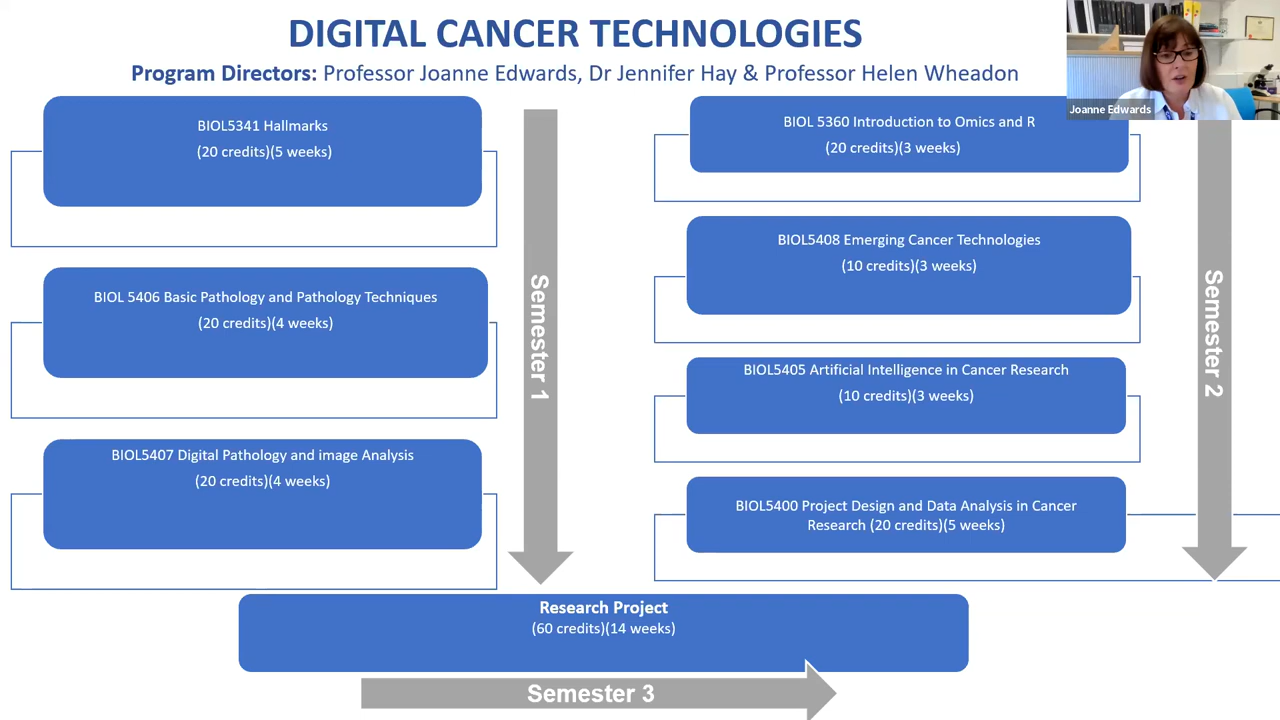 DIGITAL CANCER TECHNOLOGIES
Program Directors: Professor Joanne Edwards, Dr Jennifer Hay & Professor Helen Wheadon
Joanne Edwards
BIOL5341 Hallmarks
(20 credits)(5 weeks)
BIOL 5406 Basic Pathology and Pathology Techniques
(20 credits)(4 weeks)
BIOL5407 Digital Pathology and image Analysis
(20 credits)(4 weeks)
Semester 1
BIOL 5360 Introduction to Omics and R
(20 credits)(3 weeks)
BIOL5408 Emerging Cancer Technologies
(10 credits)(3 weeks)
BIOL5405 Artificial Intelligence in Cancer Research
(10 credits)(3 weeks)
BIOL5400 Project Design and Data Analysis in Cancer
Research (20 credits)(5 weeks)
Semester 2
Research Project
(60 credits)(14 weeks)
Semester 3